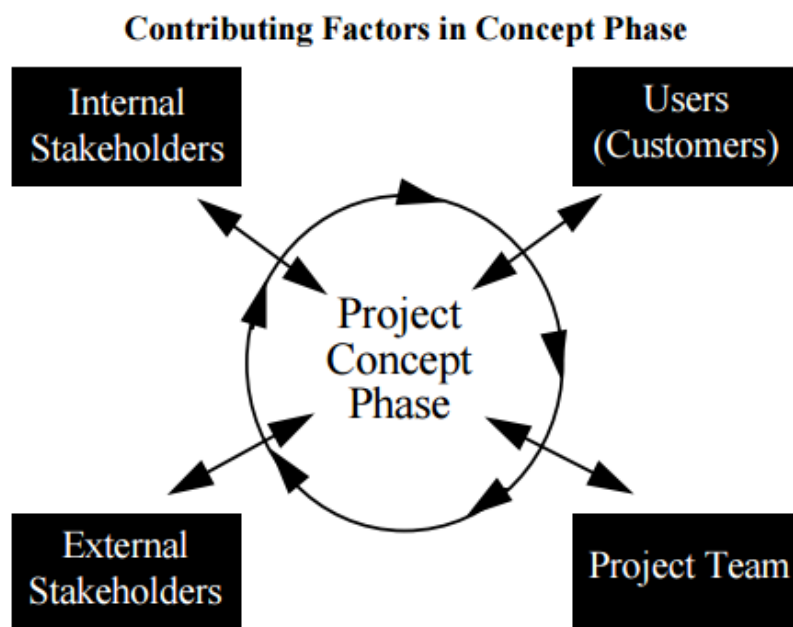 Contributing Factors in Concept Phase
Internal
Stakeholders
Users
(Customers)
Project
Concept
Phase
External
Stakeholders
Project Team